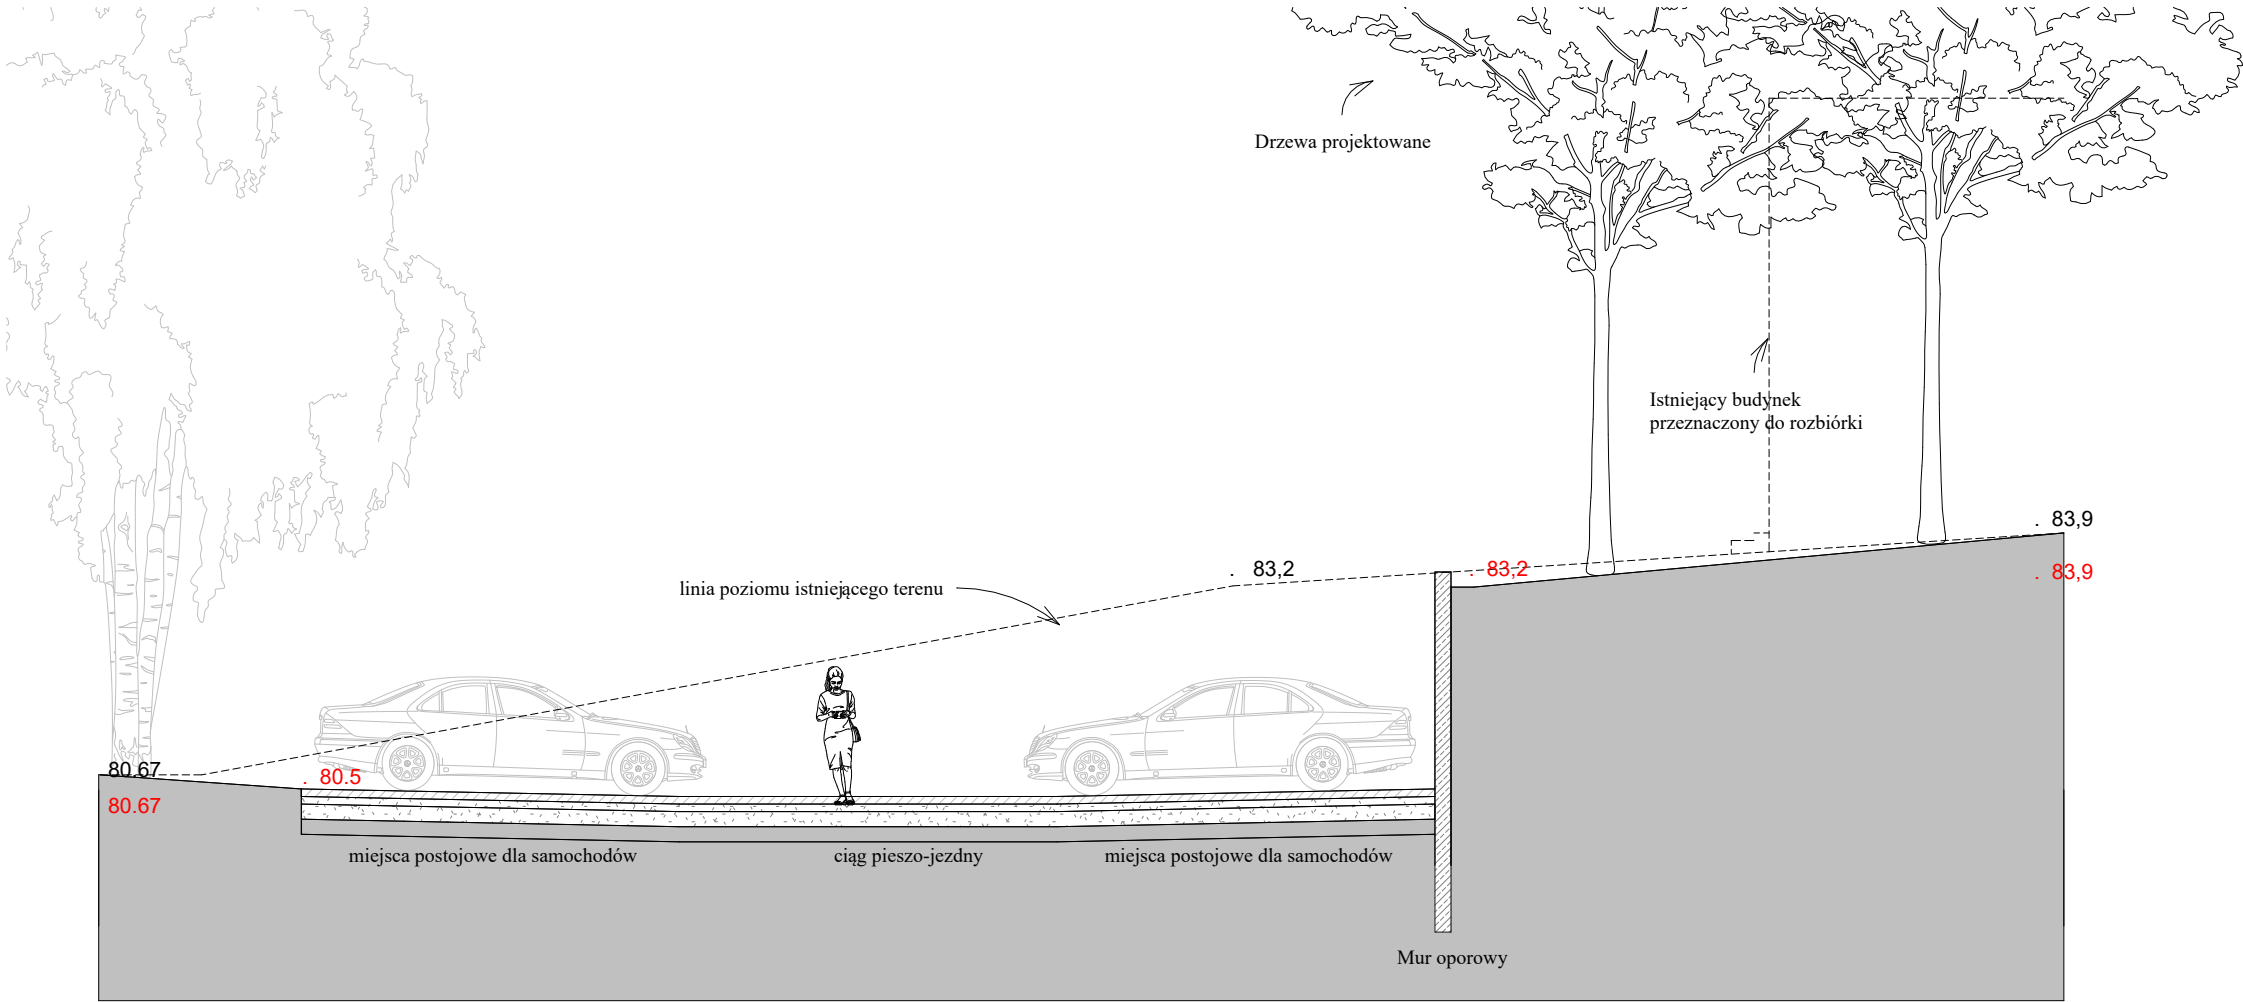 Drzewa projektowane
Istniejący budynek
przeznaczony do rozbiórki
. 83,9
. 83,2
. 83,2
. 83,9
linia poziomu istniejącego terenu
80.67
. 80.5
80.67
miejsca postojowe dla samochodów
ciąg pieszo-jezdny
miejsca postojowe dla samochodów
Mur oporowy